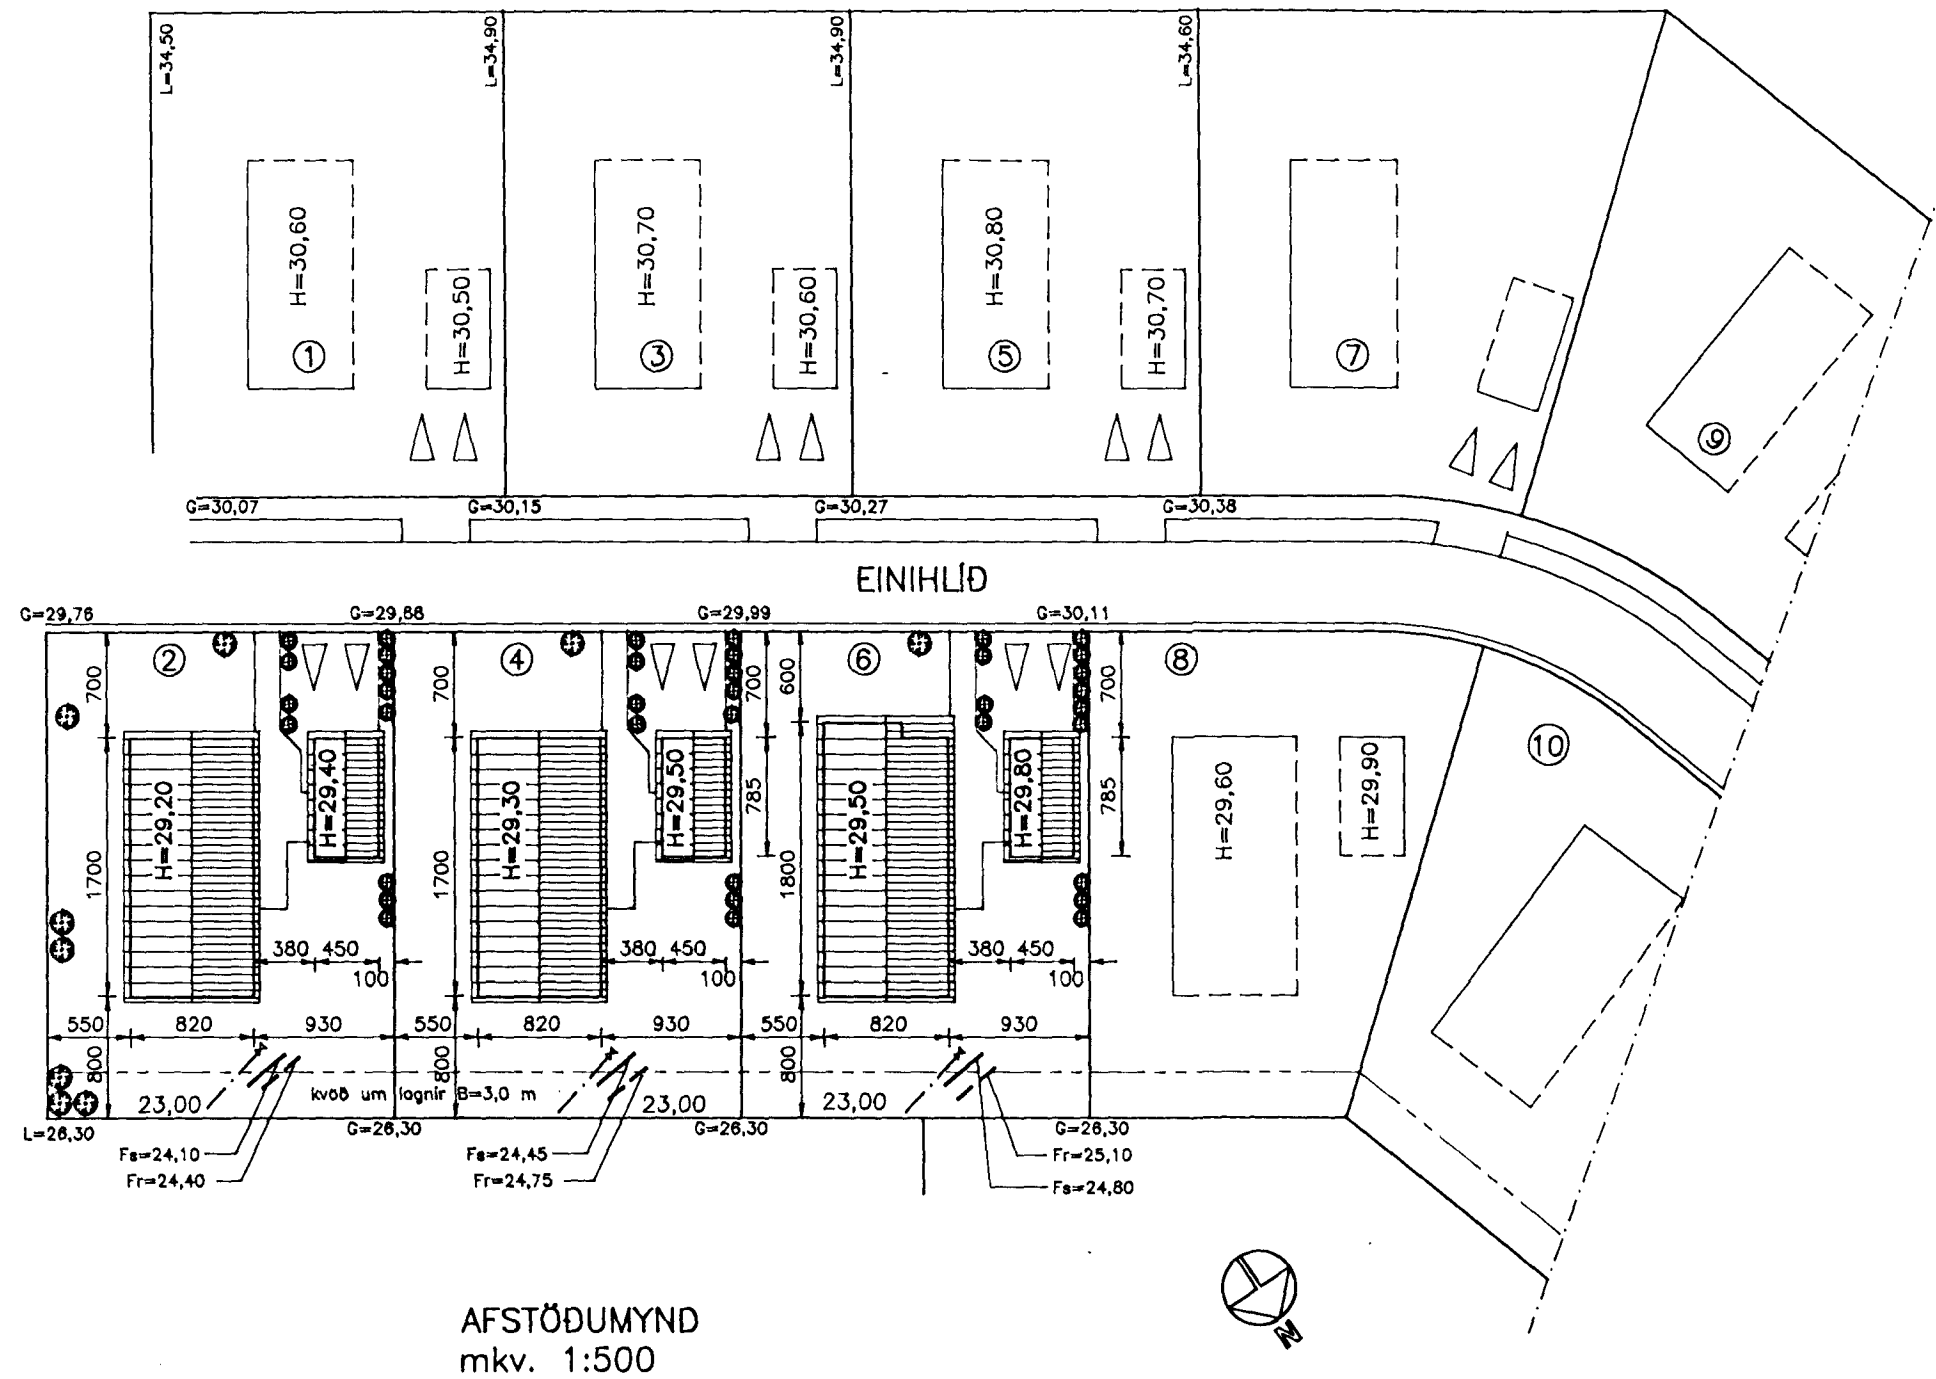 L=34,50
L=34,90
L=34,90
L=34,60
H=30,60
H=30,50
1
H=30,70
H=30,60
3
H=30,80
H=30,70
5
7
9
G=30,07
G=30,15
G=30,27
G=30,38
EINIHLÍÐ
G=29,76
G=29,88
G=29,99
G=30,11
2
4
6
8
10
700
700
700
600
700
H=29,20
H=29,40
H=29,30
H=29,50
785
H=29,50
H=29,80
785
H=29,60
H=29,90
1700
1700
1800
380 450
100
380 450
100
380 450
100
550 820 930
550 820 930
550 820 930
800
800
800
23,00
kvöð um lagnir B=3,0 m
23,00
23,00
L=26,30
G=26,30
G=26,30
G=26,30
Fs=24,10
Fr=24,40
Fs=24,45
Fr=24,75
Fr=25,10
Fs=24,80
N
AFSTÖÐUMYND
mkv. 1:500